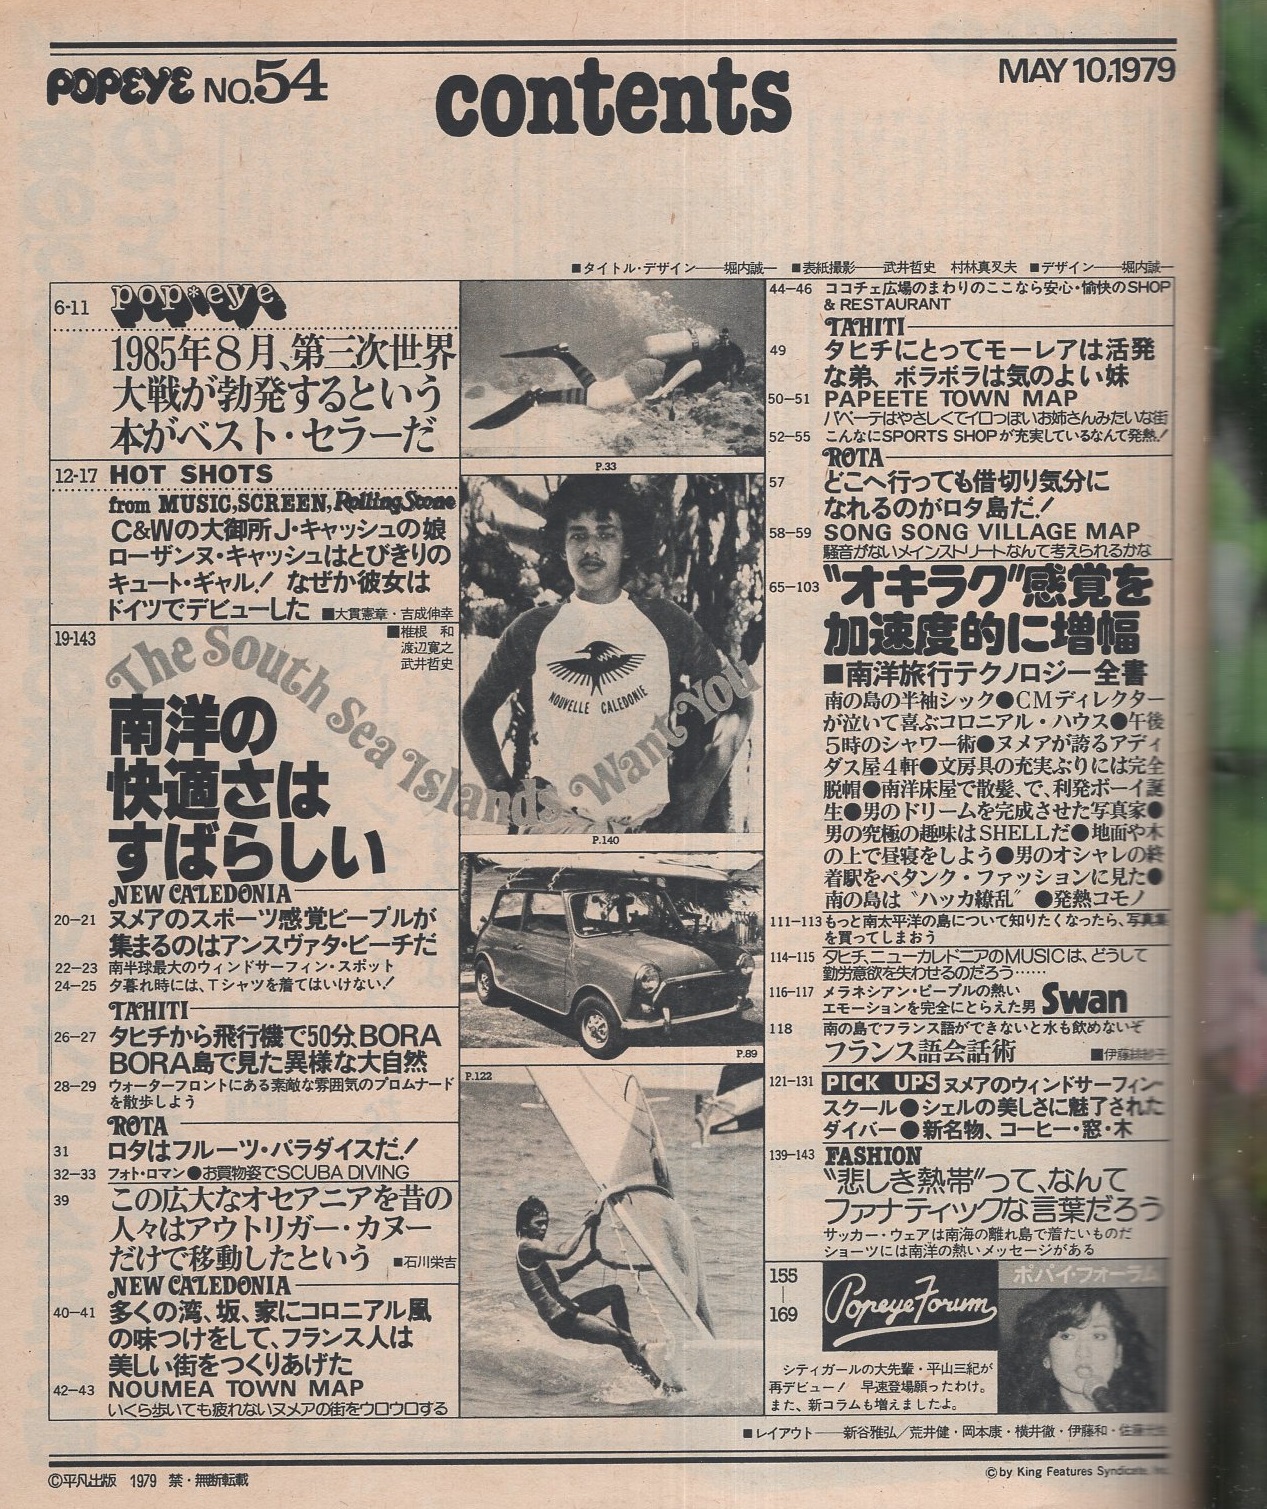 POPEYE NO.54
contents
MAY 10,1979
■タイトル・デザイン——堀内誠一 ■表紙撮影——武井哲史 村林真叉夫 ■デザイン——堀内誠一
6-11 pop*eye
1985年8月、第三次世界
大戦が勃発するという
本がベスト・セラーだ
12-17 HOT SHOTS
from MUSIC,SCREEN,Rolling Stone
C&Wの大御所J・キャッシュの娘
ローザンヌ・キャッシュはとびきりの
キュート・ギャル! なぜか彼女は
ドイツでデビューした ■大貫憲章・吉成伸幸
19-143
■椎根 和
渡辺寛之
武井哲史
The South Sea Islands Want You
南洋の
快適さは
すばらしい
NEW CALEDONIA
20—21 ヌメアのスポーツ感覚ピープルが
集まるのはアンスヴァタ・ビーチだ
22—23 南半球最大のウィンドサーフィン・スポット
24—25 夕暮れ時には、Tシャツを着てはいけない!
TAHITI
26—27 タヒチから飛行機で50分、BORA
BORA島で見た異様な大自然
28—29 ウォーターフロントにある素敵な雰囲気のプロムナード
を散歩しよう
ROTA
31 ロタはフルーツ・パラダイスだ!
32—33 フォト・ロマン●お買物姿でSCUBA DIVING
39 この広大なオセアニアを昔の
人々はアウトリガー・カヌー
だけで移動したという ■石川栄吉
NEW CALEDONIA
40—41 多くの湾、坂、家にコロニアル風
の味つけをして、フランス人は
美しい街をつくりあげた
42—43 NOUMEA TOWN MAP
いくら歩いても疲れないヌメアの街をウロウロする
P.33
NOUVELLE CALEDONIE
P.140
P.89
P.122
44—46 ココチェ広場のまわりのここなら安心・愉快のSHOP
& RESTAURANT
TAHITI
49 タヒチにとってモーレアは活発
な弟、ボラボラは気のよい妹
50—51 PAPEETE TOWN MAP
パペーテはやさしくてイロっぽいお姉さんみたいな街
52—55 こんなにSPORTS SHOPが充実しているなんて発熱!
ROTA
57 どこへ行っても借切り気分に
なれるのがロタ島だ!
58—59 SONG SONG VILLAGE MAP
騒音がないメインストリートなんて考えられるかな
65—103 “オキラク”感覚を
加速度的に増幅
■南洋旅行テクノロジー全書
南の島の半袖シック●CMディレクター
が泣いて喜ぶコロニアル・ハウス●午後
5時のシャワー術●ヌメアが誇るアディ
ダス屋4軒●文房具の充実ぶりには完全
脱帽●南洋床屋で散髪、で、利発ボーイ誕
生●男のドリームを完成させた写真家●
男の究極の趣味はSHELLだ●地面や木
の上で昼寝をしよう●男のオシャレの終
着駅をペタンク・ファッションに見た●
南の島は〝ハッカ繚乱〞●発熱コモノ
111—113 もっと南太平洋の島について知りたくなったら、写真集
を買ってしまおう
114—115 タヒチ、ニューカレドニアのMUSICは、どうして
勤労意欲を失わせるのだろう……
116—117 メラネシアン・ピープルの熱い
エモーションを完全にとらえた男 Swan
118 南の島でフランス語ができないと水も飲めないぞ
フランス語会話術 ■伊藤
121—131 PICK UPS ヌメアのウィンドサーフィン・
スクール●シェルの美しさに魅了された
ダイバー●新名物、コーヒー・窓・木
139—143 FASHION
“悲しき熱帯”って、なんて
ファナティックな言葉だろう
サッカー・ウェアは南海の離れ島で着たいものだ
ショーツには南洋の熱いメッセージがある
155
|
169
Popeye Forum
ポパイ・フォーラム
シティガールの大先輩・平山三紀が
再デビュー! 早速登場願ったわけ。
また、新コラムも増えましたよ。
■レイアウト——新谷雅弘／荒井健・岡本康・横井徹・伊藤和・佐藤
©平凡出版 1979 禁・無断転載
©by King Features Syndicate, Inc.